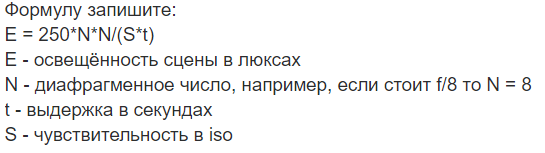 Формулу запишите:
E = 250*N*N/(S*t)
E - освещённость сцены в люксах
N - диафрагменное число, например, если стоит f/8 то N = 8
t - выдержка в секундах
S - чувствительность в iso